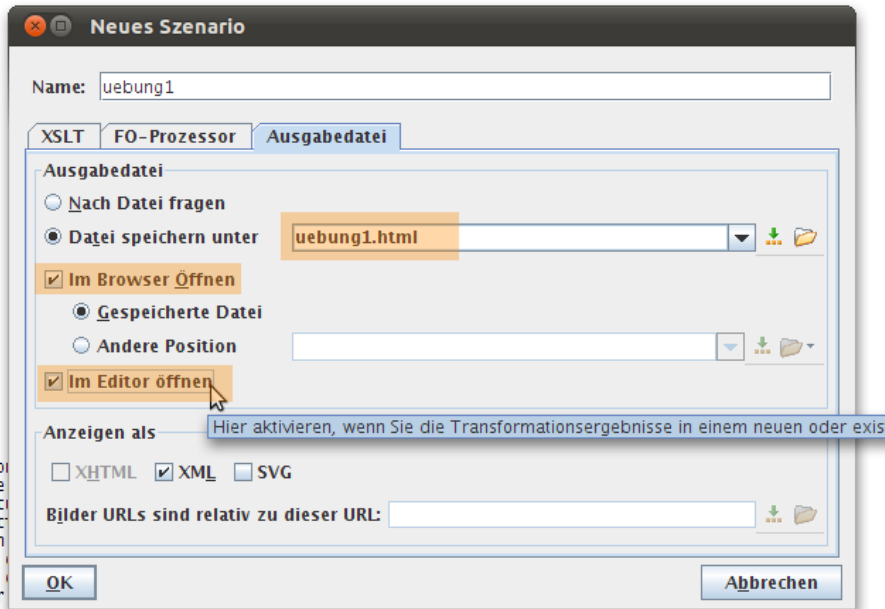 Neues Szenario
Name: uebung1
XSLT FO-Prozessor Ausgabedatei
Ausgabedatei
Nach Datei fragen
Datei speichern unter uebung1.html
Im Browser Öffnen
Gespeicherte Datei
Andere Position
Im Editor öffnen
Hier aktivieren, wenn Sie die Transformationsergebnisse in einem neuen oder exis
Anzeigen als
XHTML XML SVG
Bilder URLs sind relativ zu dieser URL:
OK Abbrechen